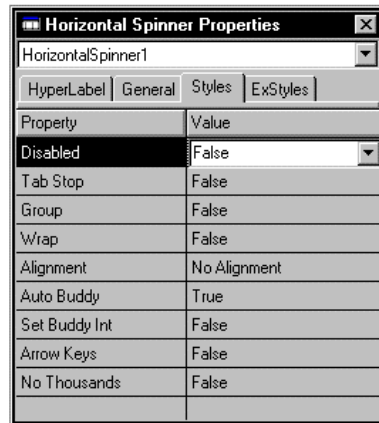 Horizontal Spinner Properties
HorizontalSpinner1
HyperLabel General Styles ExStyles
Property Value
Disabled False
Tab Stop False
Group False
Wrap False
Alignment No Alignment
Auto Buddy True
Set Buddy Int False
Arrow Keys False
No Thousands False